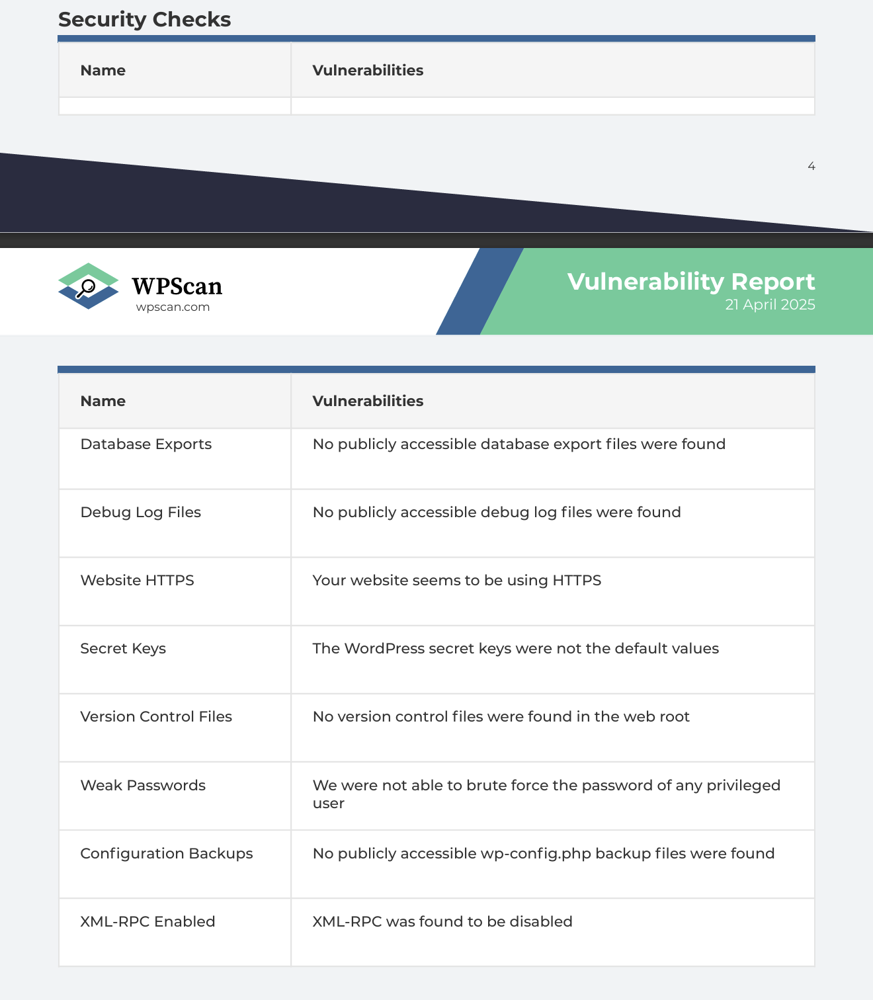 Security Checks
Name
Vulnerabilities
4
WPScan
wpscan.com
Vulnerability Report
21 April 2025
Name
Vulnerabilities
Database Exports
No publicly accessible database export files were found
Debug Log Files
No publicly accessible debug log files were found
Website HTTPS
Your website seems to be using HTTPS
Secret Keys
The WordPress secret keys were not the default values
Version Control Files
No version control files were found in the web root
Weak Passwords
We were not able to brute force the password of any privileged
user
Configuration Backups
No publicly accessible wp-config.php backup files were found
XML-RPC Enabled
XML-RPC was found to be disabled